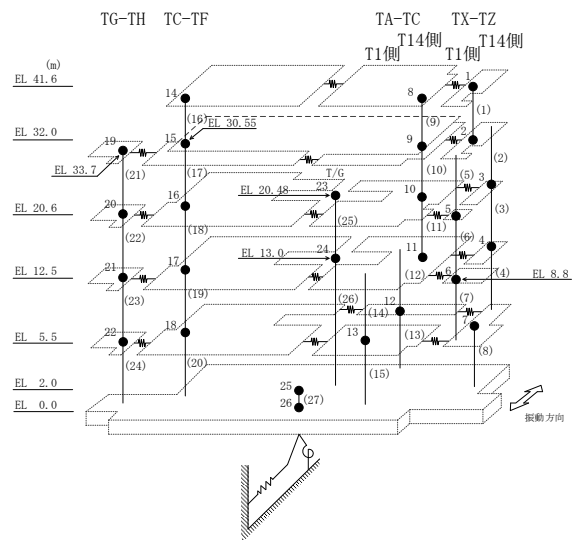 TG-TH TC-TF TA-TC TX-TZ
T1側 T14側 T1側 T14側
(m)
EL 41.6
14 8 1
(16) (9) (1)
EL 32.0
19 15 EL 30.55 9 2
EL 33.7
(21) (17) (10) (2)
T/G
EL 20.48
23 10 (5) 3
EL 20.6
20 16 (25) (11) 5 (3)
(22) (18)
EL 13.0
24 11 (6) 4
EL 12.5
21 17 (12) 6 (4) EL 8.8
(23) (19)
(26) (14) 12 (7)
EL 5.5
22 18 13 (13) 7
(24) (20) (15) (8)
EL 2.0
25
EL 0.0
26 (27)
振動方向